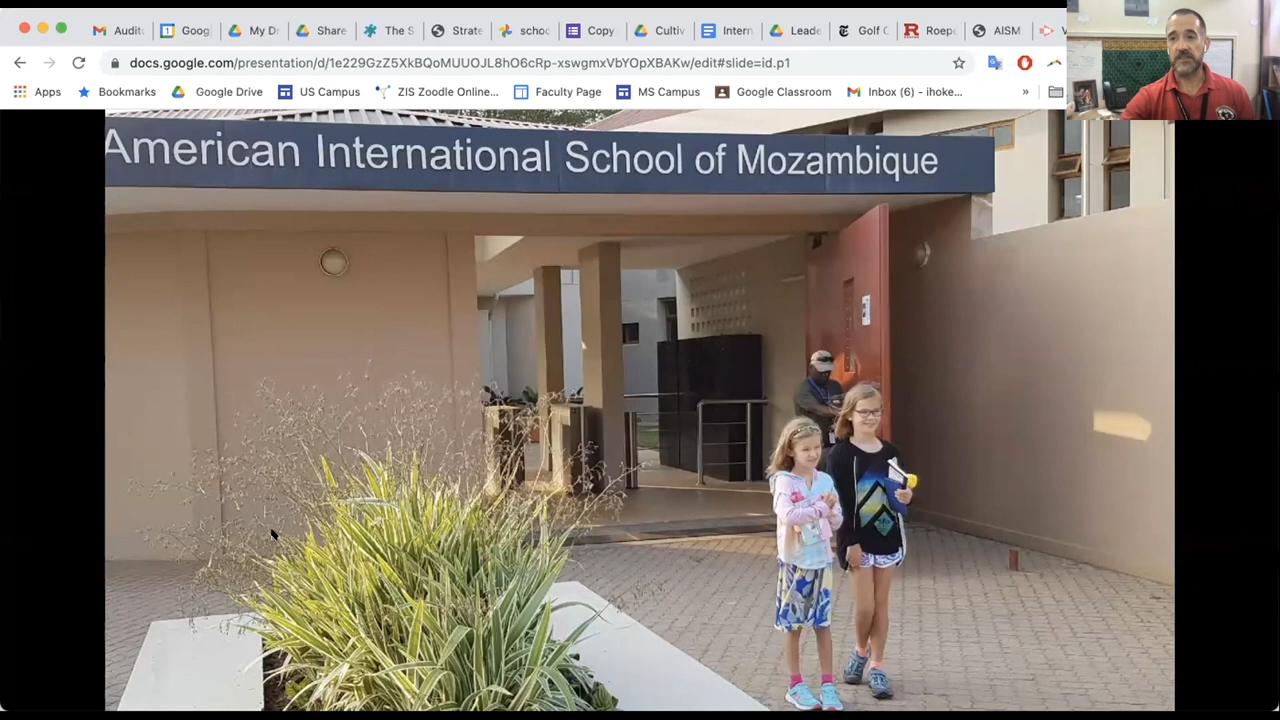 Audit
Goog
My Dr
Share
The S
Strate
schoo
Copy
Cultiv
Intern
Leade
Golf C
Roepe
AISM
docs.google.com/presentation/d/1e229GzZ5XkBQoMUUOJL8hO6cRp-xswgmxVbYOpXBAKw/edit#slide=id.p1
Apps Bookmarks Google Drive US Campus ZIS Zoodle Online... Faculty Page MS Campus Google Classroom Inbox (6) - ihoke... »
American International School of Mozambique